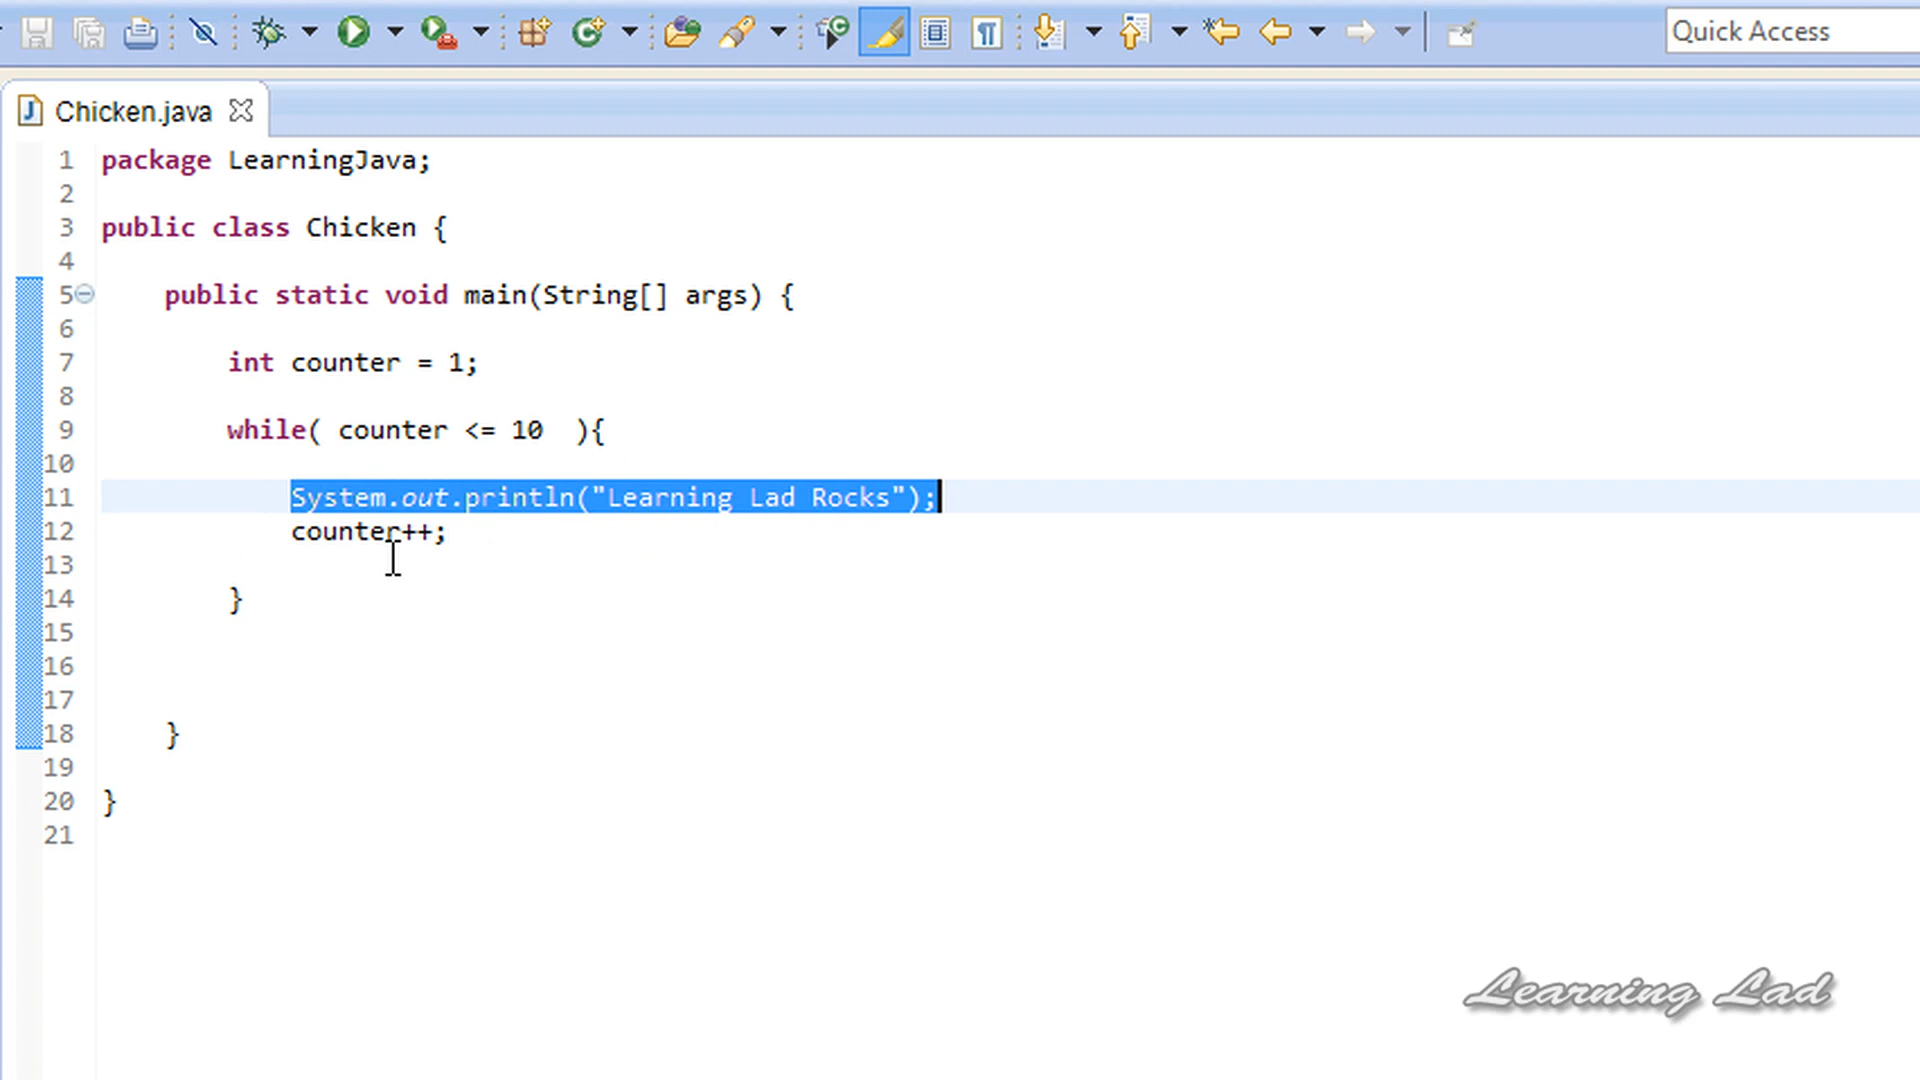 Quick Access
Chicken.java
1 package LearningJava;
2
3 public class Chicken {
4
5 public static void main(String[] args) {
6
7 int counter = 1;
8
9 while( counter <= 10  ){
10
11 System.out.println("Learning Lad Rocks");
12 counter++;
13
14 }
15
16
17
18 }
19
20 }
21
Learning Lad